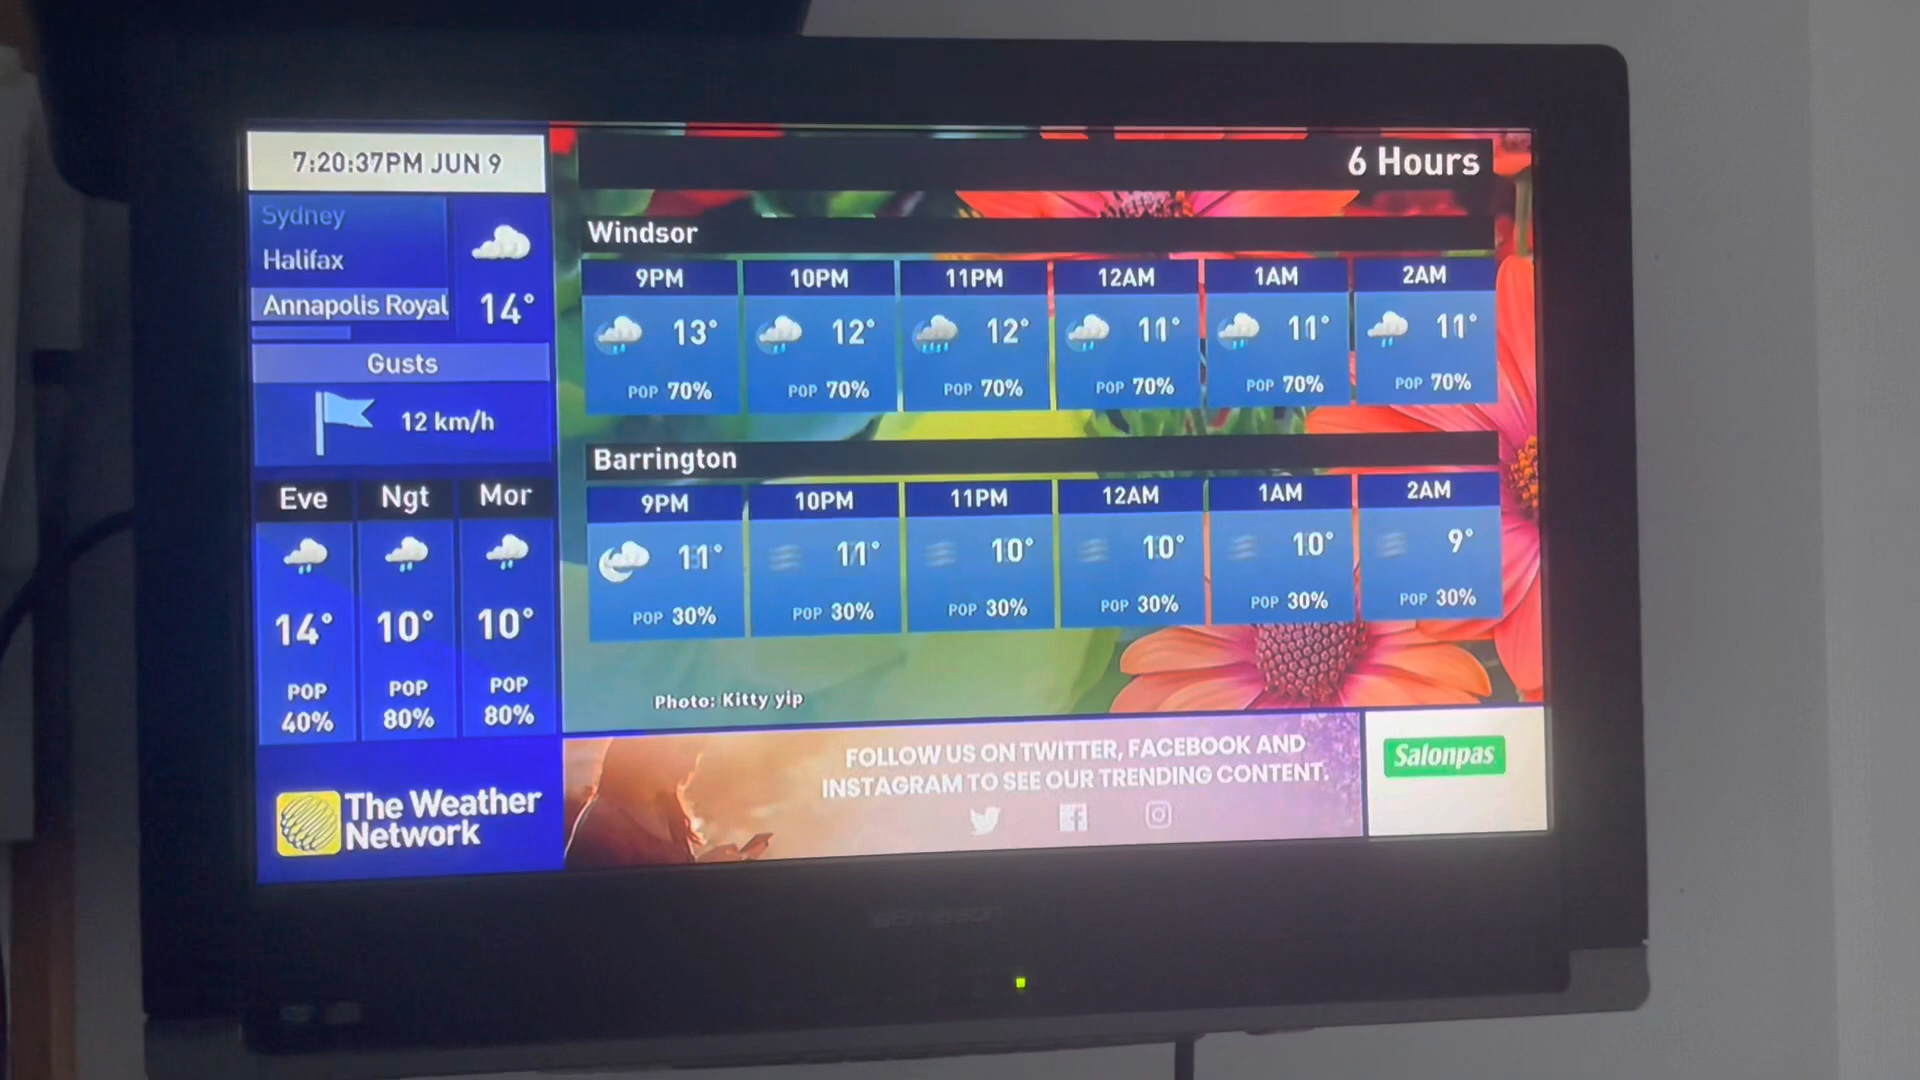 7:20:37PM JUN 9
Sydney
Halifax
Annapolis Royal
14°
Gusts
12 km/h
Eve Ngt Mor
14° 10° 10°
POP POP POP
40% 80% 80%
The Weather
Network
6 Hours
Windsor
9PM 10PM 11PM 12AM 1AM 2AM
13° 12° 12° 11° 11° 11°
POP 70% POP 70% POP 70% POP 70% POP 70% POP 70%
Barrington
9PM 10PM 11PM 12AM 1AM 2AM
11° 11° 10° 10° 10° 9°
POP 30% POP 30% POP 30% POP 30% POP 30% POP 30%
Photo: Kitty yip
FOLLOW US ON TWITTER, FACEBOOK AND
INSTAGRAM TO SEE OUR TRENDING CONTENT.
Salonpas
Emerson